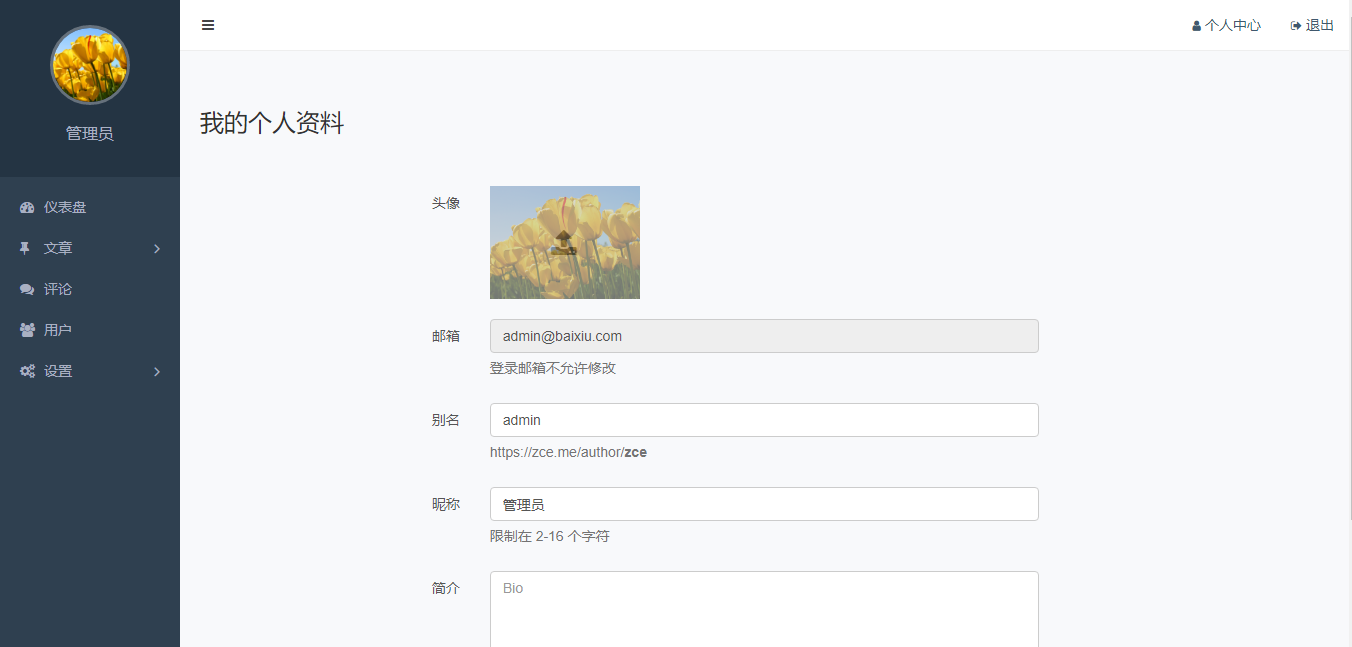 个人中心
退出
管理员
仪表盘
文章
评论
用户
设置
我的个人资料
头像
邮箱
admin@baixiu.com
登录邮箱不允许修改
别名
admin
https://zce.me/author/zce
昵称
管理员
限制在 2-16 个字符
简介
Bio